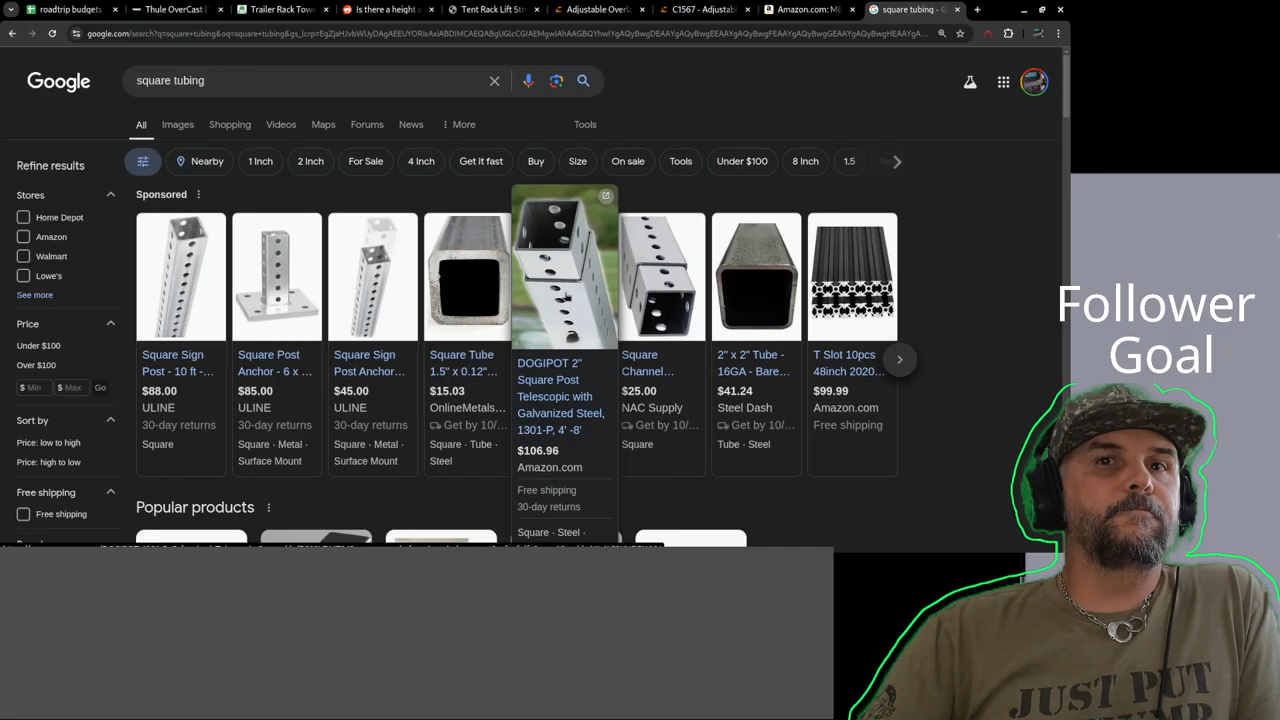 roadtrip budgets
Thule OverCast
Trailer Rack Towe
Is there a height a
Tent Rack Lift Stru
Adjustable Overla
C1567 - Adjustabl
Amazon.com: ME
square tubing - G
google.com/search?q=square+tubing&oq=square+tubing&gs_lcrp=
Google
square tubing
All
Images
Shopping
Videos
Maps
Forums
News
More
Tools
Refine results
Nearby
1 Inch
2 Inch
For Sale
4 Inch
Get it fast
Buy
Size
On sale
Tools
Under $100
8 Inch
1.5
Stores
Home Depot
Amazon
Walmart
Lowe's
See more
Price
Under $100
Over $100
$ Min
$ Max
Go
Sort by
Price: low to high
Price: high to low
Free shipping
Free shipping
Sponsored
Square Sign
Post - 10 ft -...
$88.00
ULINE
30-day returns
Square
Square Post
Anchor - 6 x ...
$85.00
ULINE
30-day returns
Square · Metal ·
Surface Mount
Square Sign
Post Anchor...
$45.00
ULINE
30-day returns
Square · Metal ·
Surface Mount
Square Tube
1.5" x 0.12"...
$15.03
OnlineMetals...
Get by 10/...
Square · Tube ·
Steel
DOGIPOT 2"
Square Post
Telescopic with
Galvanized Steel,
1301-P, 4' -8'
$106.96
Amazon.com
Free shipping
30-day returns
Square · Steel ·
Square
Channel...
$25.00
NAC Supply
Get by 10/...
Square
2" x 2" Tube -
16GA - Bare...
$41.24
Steel Dash
Get by 10/...
Tube · Steel
T Slot 10pcs
48inch 2020...
$99.99
Amazon.com
Free shipping
Popular products
Follower
Goal
JUST PUT